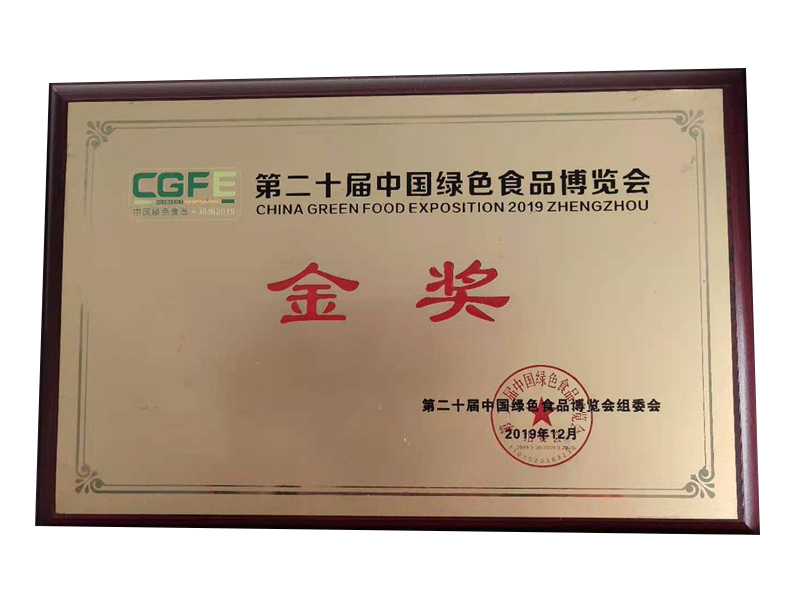 CGFE
第二十届中国绿色食品博览会
CHINA GREEN FOOD EXPOSITION 2019 ZHENGZHOU
中国绿色食品·郑州2019
金奖
第二十届中国绿色食品博览会组委会
2019年12月